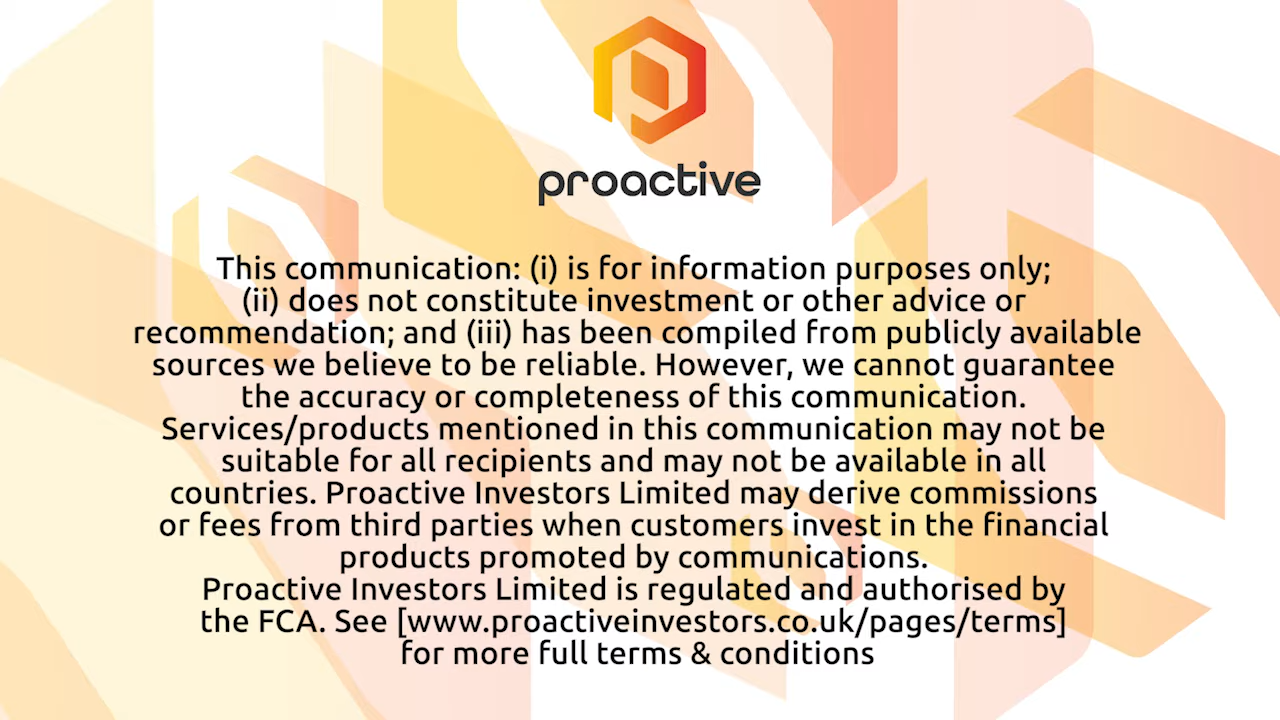 proactive
This communication: (i) is for information purposes only;
(ii) does not constitute investment or other advice or
recommendation; and (iii) has been compiled from publicly available
sources we believe to be reliable. However, we cannot guarantee
the accuracy or completeness of this communication.
Services/products mentioned in this communication may not be
suitable for all recipients and may not be available in all
countries. Proactive Investors Limited may derive commissions
or fees from third parties when customers invest in the financial
products promoted by communications.
Proactive Investors Limited is regulated and authorised by
the FCA. See [www.proactiveinvestors.co.uk/pages/terms]
for more full terms & conditions